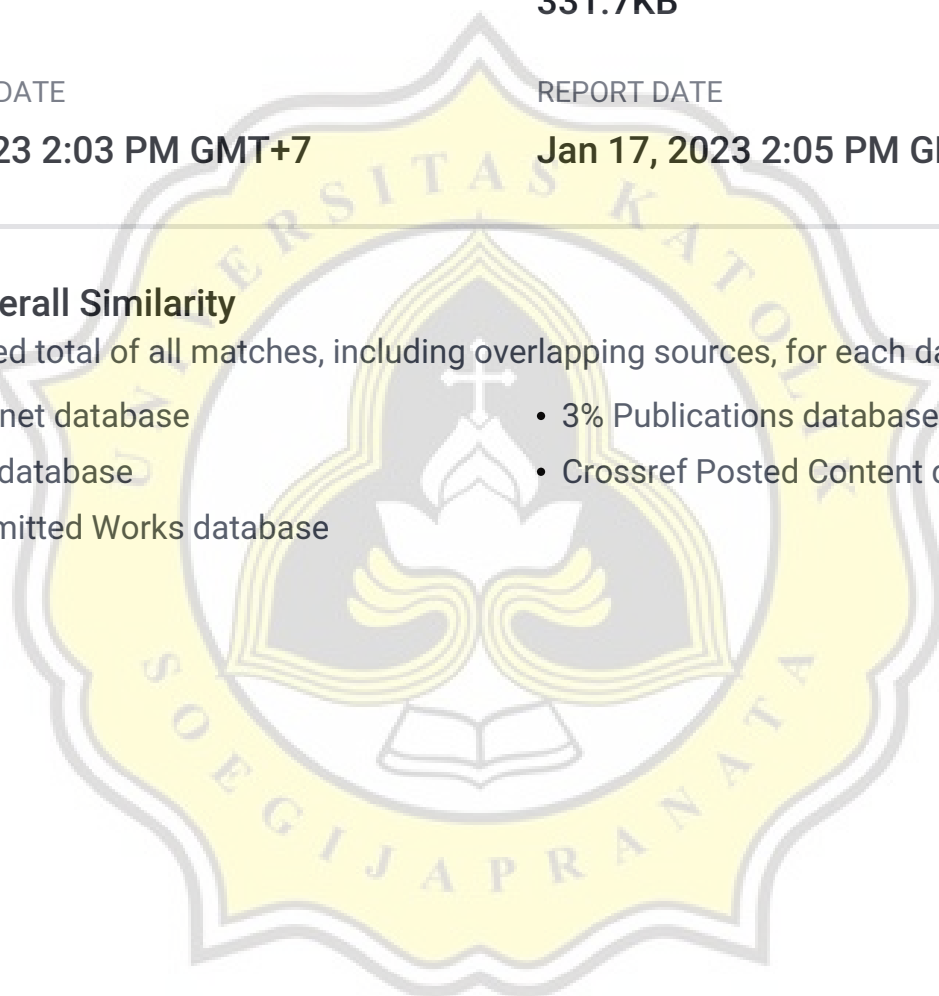 331.7KB
DATE
REPORT DATE
23 2:03 PM GMT+7
Jan 17, 2023 2:05 PM G
erall Similarity
ed total of all matches, including overlapping sources, for each da
net database
• 3% Publications database
database
• Crossref Posted Content
mitted Works database
UNIVERSITAS KATOLIK
SOEGIJAPRANATA